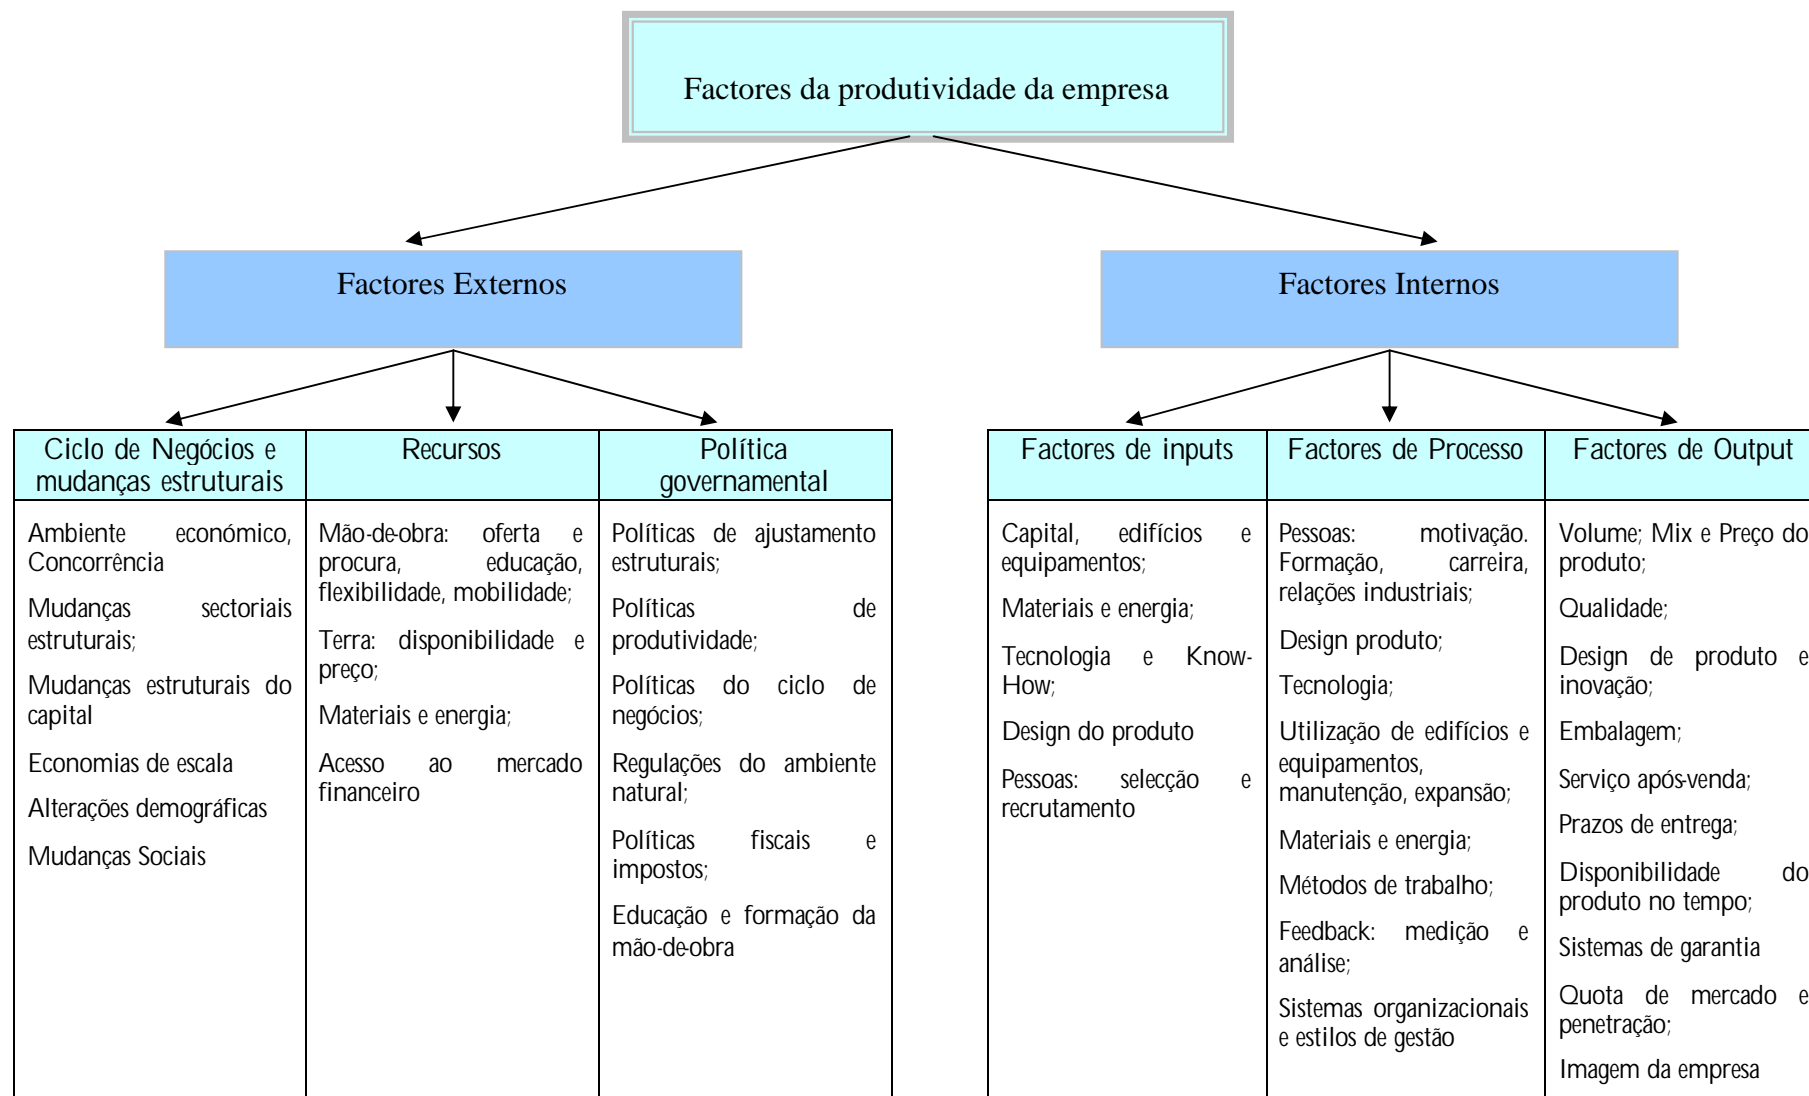 Factores da produtividade da empresa
Factores Externos
Factores Internos
Ciclo de Negócios e
mudanças estruturais
Ambiente económico,
Concorrência
Mudanças sectoriais
estruturais;
Mudanças estruturais do
capital
Economias de escala
Alterações demográficas
Mudanças Sociais
Recursos
Mão-de-obra: oferta e
procura, educação,
flexibilidade, mobilidade;
Terra: disponibilidade e
preço;
Materiais e energia;
Acesso ao mercado
financeiro
Política
governamental
Políticas de ajustamento
estruturais;
Políticas de
produtividade;
Políticas do ciclo de
negócios;
Regulações do ambiente
natural;
Políticas fiscais e
impostos;
Educação e formação da
mão-de-obra
Factores de inputs
Capital, edifícios e
equipamentos;
Materiais e energia;
Tecnologia e Know-
How;
Design do produto
Pessoas: selecção e
recrutamento
Factores de Processo
Pessoas: motivação.
Formação, carreira,
relações industriais;
Design produto;
Tecnologia;
Utilização de edifícios e
equipamentos,
manutenção, expansão;
Materiais e energia;
Métodos de trabalho;
Feedback: medição e
análise;
Sistemas organizacionais
e estilos de gestão
Factores de Output
Volume; Mix e Preço do
produto;
Qualidade;
Design de produto e
inovação;
Embalagem;
Serviço após-venda;
Prazos de entrega;
Disponibilidade do
produto no tempo;
Sistemas de garantia
Quota de mercado e
penetração;
Imagem da empresa